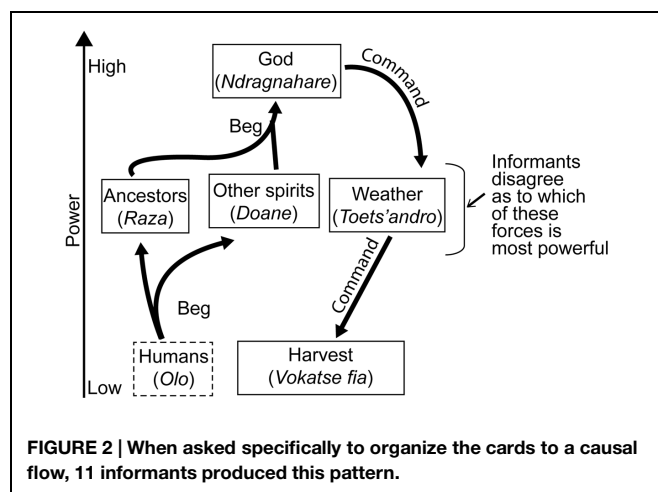 High
Power
Low
God
(Ndragnahare)
Command
Beg
Ancestors
(Raza)
Other spirits
(Doane)
Weather
(Toets'andro)
Informants
disagree
as to which
of these
forces is
most powerful
Beg
Command
Humans
(Olo)
Harvest
(Vokatse fia)
FIGURE 2 | When asked specifically to organize the cards to a causal
flow, 11 informants produced this pattern.